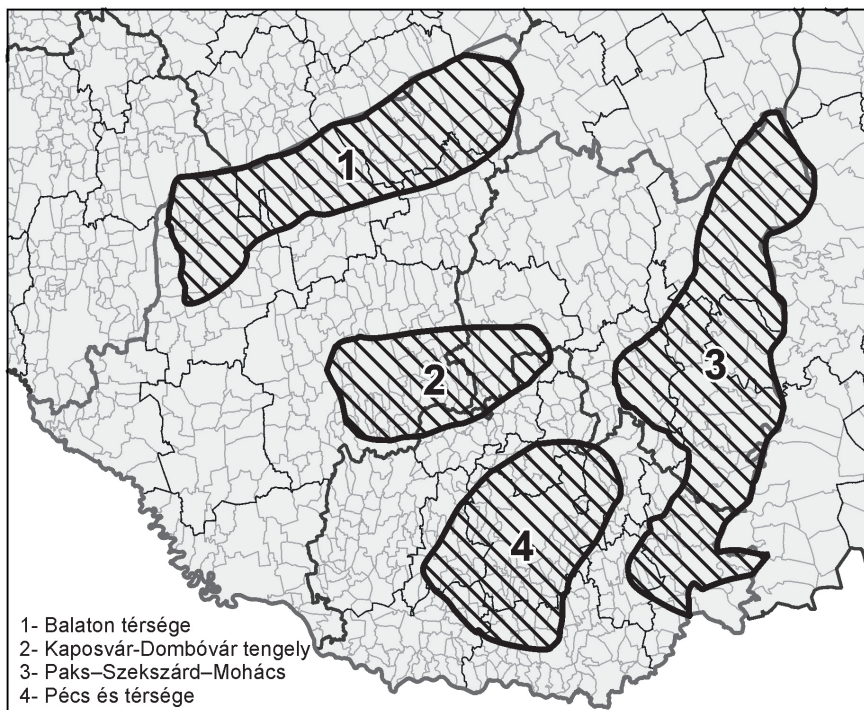 1
2
3
4
1- Balaton térsége
2- Kaposvár-Dombóvár tengely
3- Paks–Szekszárd–Mohács
4- Pécs és térsége